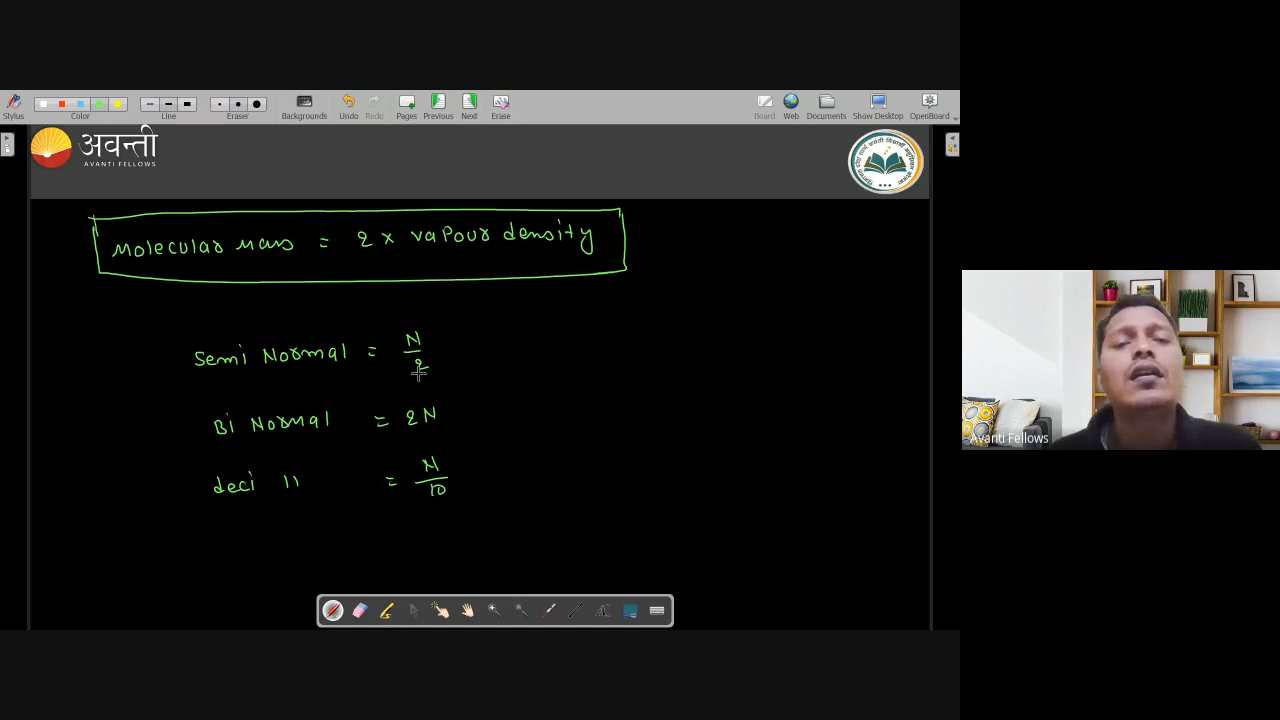 Stylus
Color
Line
Eraser
Backgrounds
Undo
Redo
Pages
Previous
Next
Erase
Board
Web
Documents
Show Desktop
OpenBoard
अवन्ती
AVANTI FELLOWS
Molecular mass = 2 x vapour density
Semi Normal = N/2
Bi Normal = 2N
deci 11 = N/10
Avanti Fellows